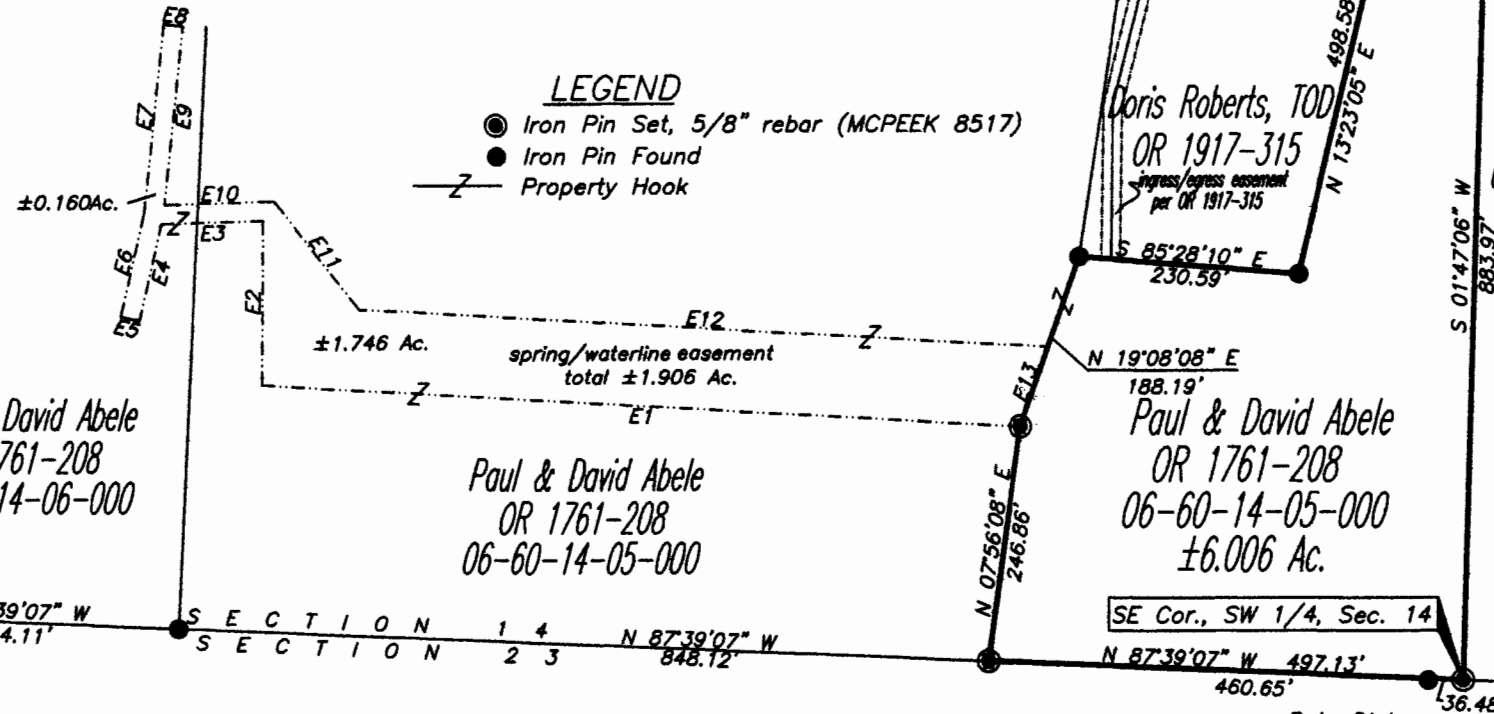 E8
E7
E9
LEGEND
Iron Pin Set, 5/8" rebar (MCPEEK 8517)
Iron Pin Found
Z Property Hook
498.58
N 13°23'05" E
Doris Roberts, TOD
OR 1917-315
ingress/egress easement
per OR 1917-315
S 01°47'06" W
883.97'
±0.160Ac.
E10
Z
E3
E6
E4
E5
E11
E2
S 85°28'10" E
230.59'
Z
E12
Z
±1.746 Ac.
spring/waterline easement
total ±1.906 Ac.
N 19°08'08" E
188.19'
E13
Z
E1
David Abele
761-208
14-06-000
Paul & David Abele
OR 1761-208
06-60-14-05-000
N 07°56'08" E
246.86'
Paul & David Abele
OR 1761-208
06-60-14-05-000
±6.006 Ac.
SE Cor., SW 1/4, Sec. 14
39'07" W
4.11'
SECTION 14
SECTION 23
N 87°39'07" W
848.12'
N 87°39'07" W 497.13'
460.65'
36.48